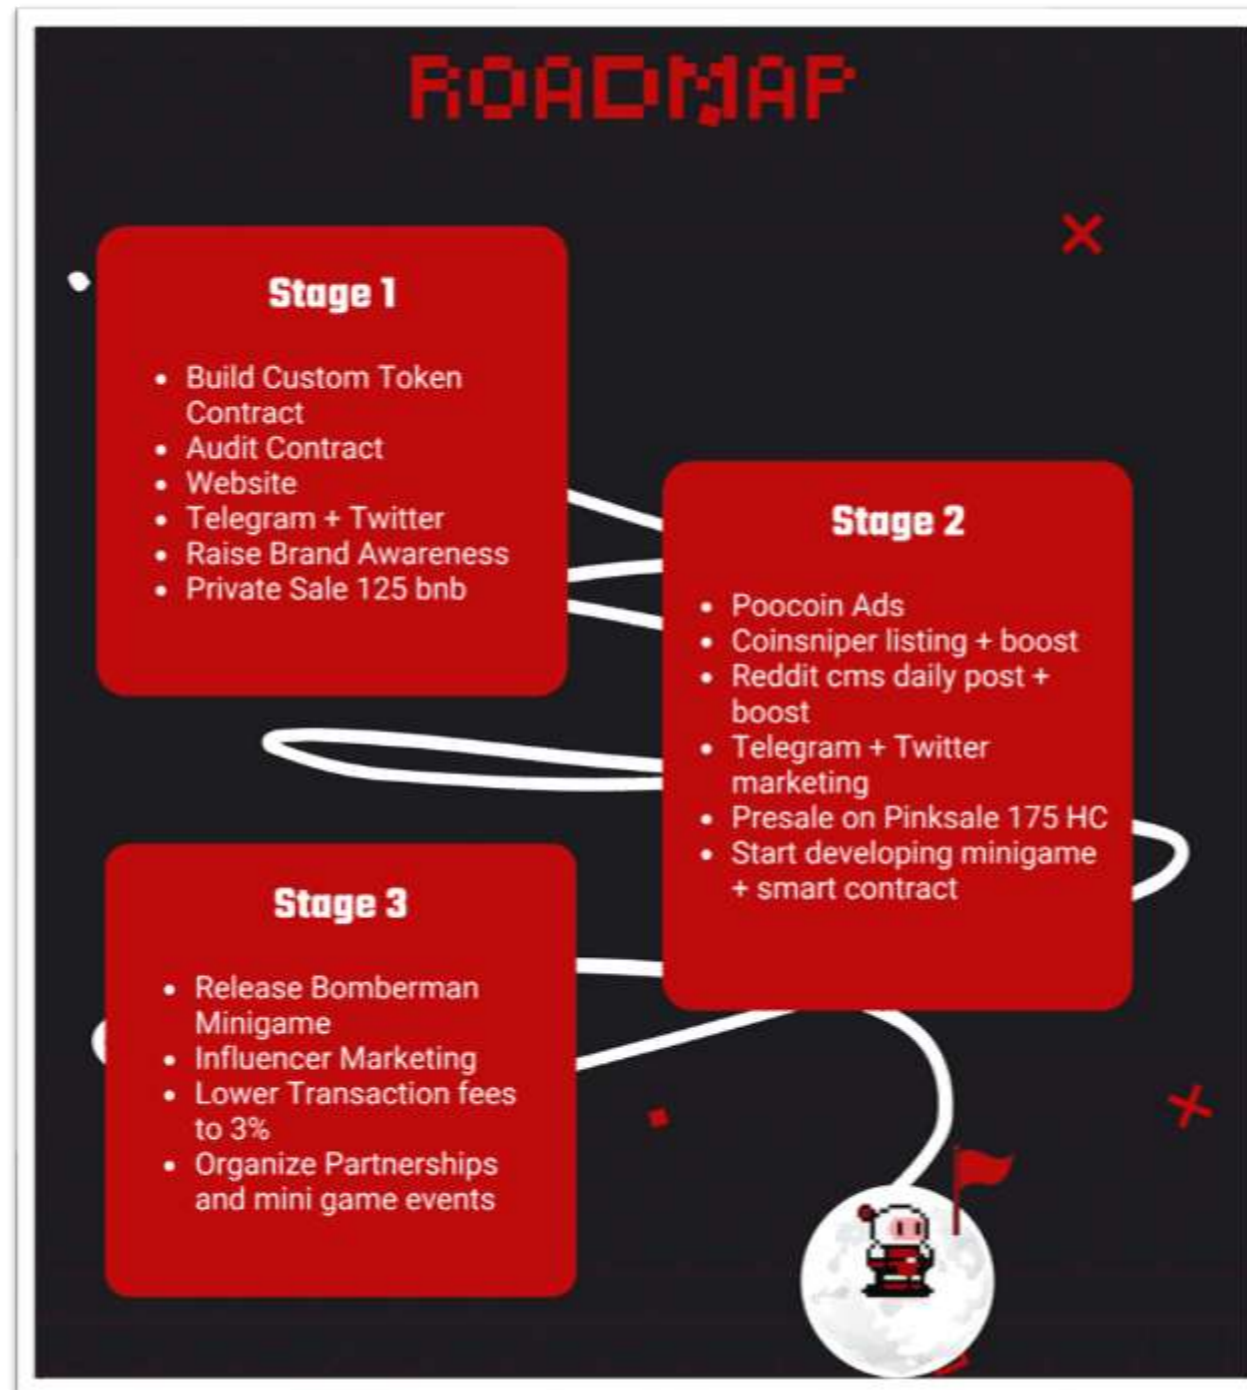 ROADMAP
Stage 1
• Build Custom Token
Contract
• Audit Contract
• Website
• Telegram + Twitter
• Raise Brand Awareness
• Private Sale 125 bnb
Stage 2
• Poocoin Ads
• Coinsniper listing + boost
• Reddit cms daily post +
boost
• Telegram + Twitter
marketing
• Presale on Pinksale 175 HC
• Start developing minigame
+ smart contract
Stage 3
• Release Bomberman
Minigame
• Influencer Marketing
• Lower Transaction fees
to 3%
• Organize Partnerships
and mini game events